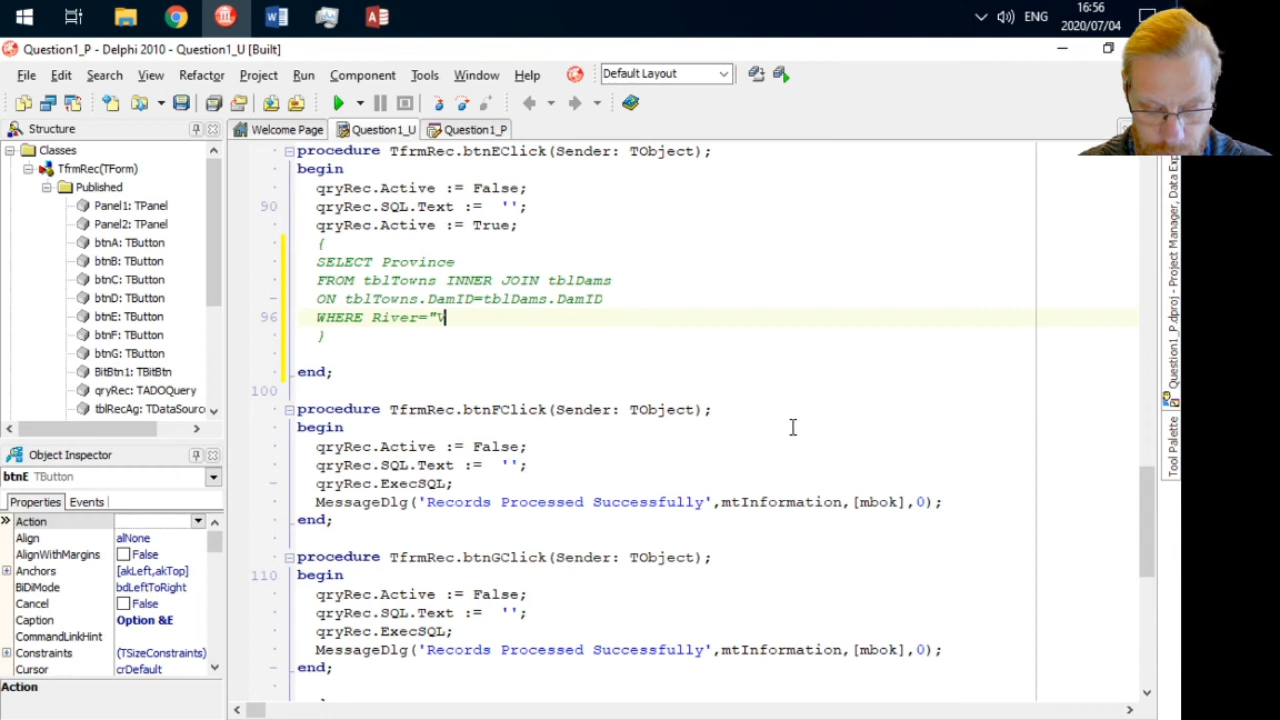 16:56
ENG
2020/07/04
Question1_P - Delphi 2010 - Question1_U [Built]
File Edit Search View Refactor Project Run Component Tools Window Help
Default Layout
Structure
Welcome Page Question1_U Question1_P
Classes
TfrmRec(TForm)
Published
Panel1: TPanel
Panel2: TPanel
btnA: TButton
btnB: TButton
btnC: TButton
btnD: TButton
btnE: TButton
btnF: TButton
btnG: TButton
BitBtn1: TBitBtn
qryRec: TADOQuery
tblRecAg: TDataSourc
Object Inspector
btnE TButton
Properties Events
Action
Align alNone
AlignWithMargins False
Anchors [akLeft,akTop]
BiDiMode bdLeftToRight
Cancel False
Caption Option &E
CommandLinkHint
Constraints (TSizeConstraints)
Cursor crDefault
Action
procedure TfrmRec.btnEClick(Sender: TObject);
begin
qryRec.Active := False;
90 qryRec.SQL.Text := '';
qryRec.Active := True;
{
SELECT Province
FROM tblTowns INNER JOIN tblDams
ON tblTowns.DamID=tblDams.DamID
96 WHERE River="V
}
end;
100
procedure TfrmRec.btnFClick(Sender: TObject);
begin
qryRec.Active := False;
qryRec.SQL.Text := '';
qryRec.ExecSQL;
MessageDlg('Records Processed Successfully',mtInformation,[mbok],0);
end;
procedure TfrmRec.btnGClick(Sender: TObject);
110 begin
qryRec.Active := False;
qryRec.SQL.Text := '';
qryRec.ExecSQL;
MessageDlg('Records Processed Successfully',mtInformation,[mbok],0);
end;
Question1_P.dproj - Project Manager, Data Exp
Tool Palette